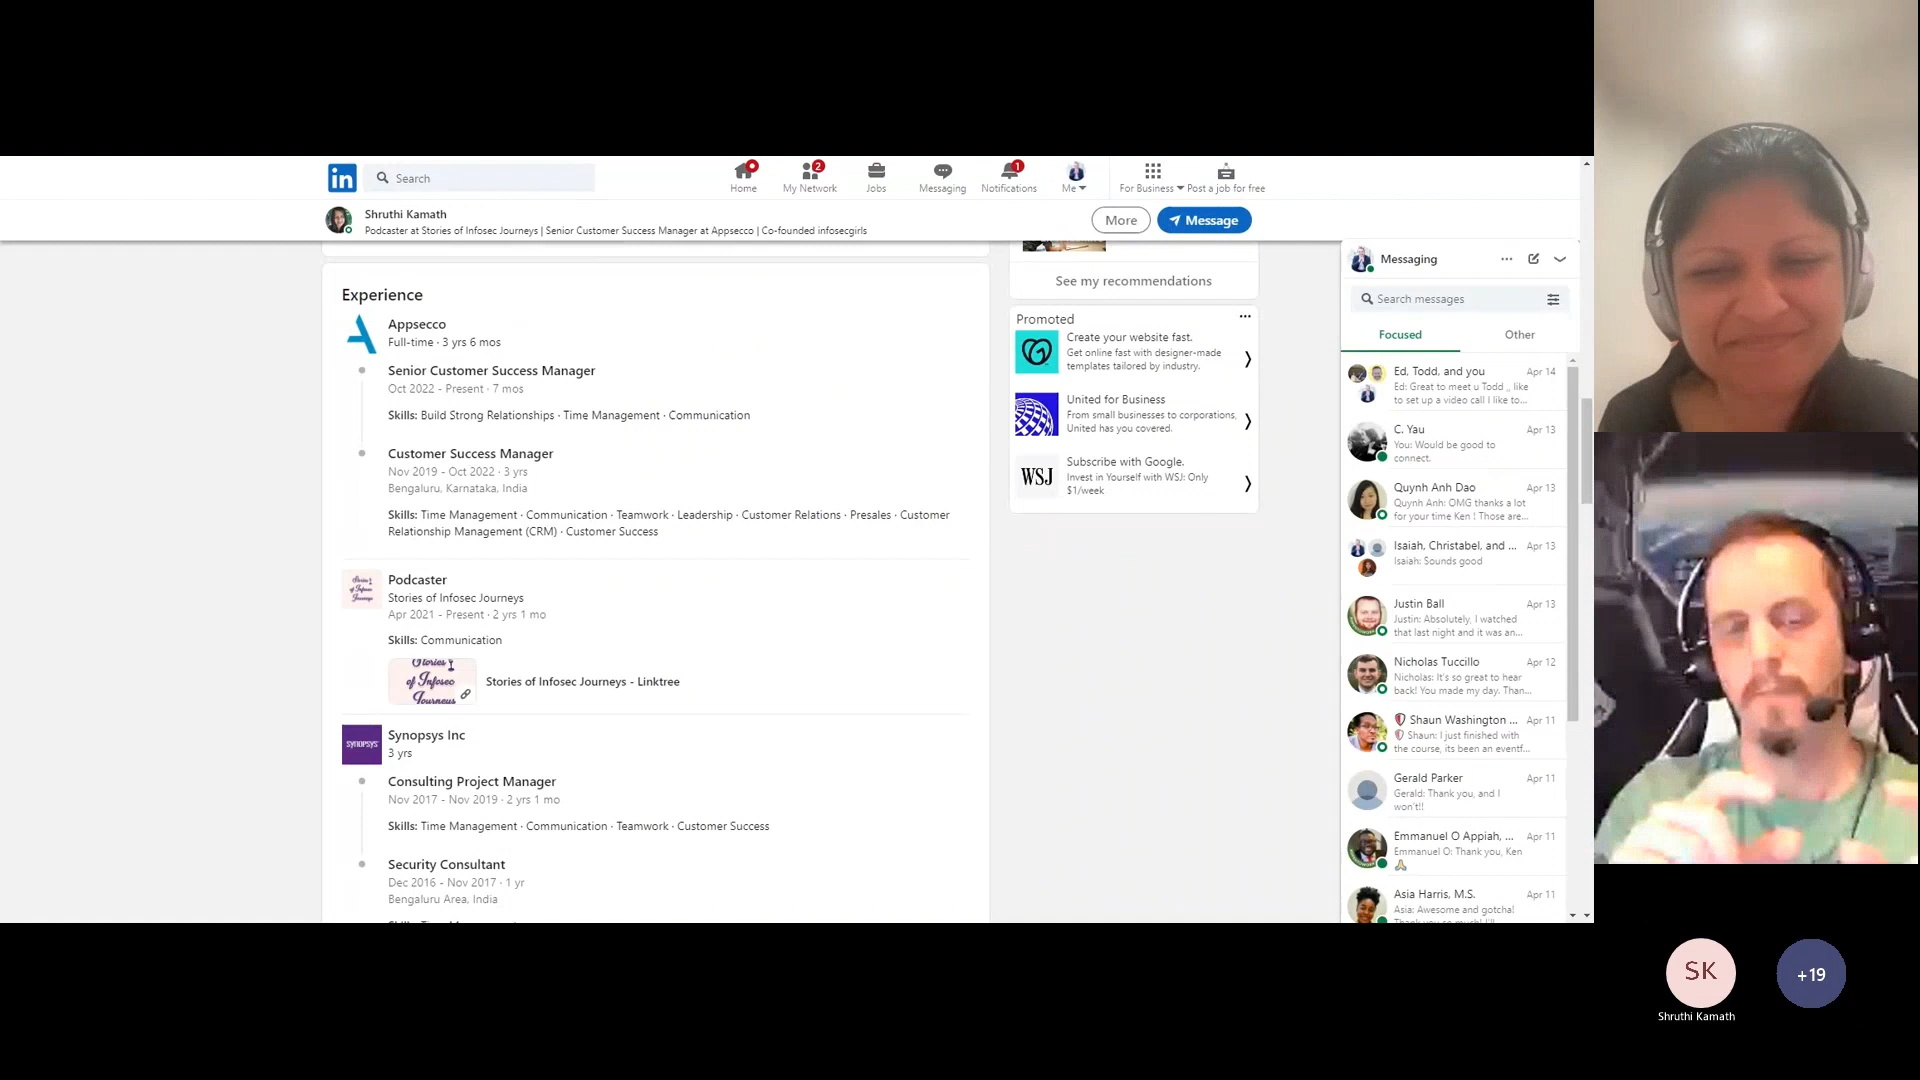 in
Search
Home
2
My Network
Jobs
Messaging
1
Notifications
Me
For Business
Post a job for free
Shruthi Kamath
Podcaster at Stories of Infosec Journeys | Senior Customer Success Manager at Appsecco | Co-founded infosecgirls
More
Message
Experience
Appsecco
Full-time · 3 yrs 6 mos
Senior Customer Success Manager
Oct 2022 - Present · 7 mos
Skills: Build Strong Relationships · Time Management · Communication
Customer Success Manager
Nov 2019 - Oct 2022 · 3 yrs
Bengaluru, Karnataka, India
Skills: Time Management · Communication · Teamwork · Leadership · Customer Relations · Presales · Customer
Relationship Management (CRM) · Customer Success
Stories
of Infosec
Journeys
Podcaster
Stories of Infosec Journeys
Apr 2021 - Present · 2 yrs 1 mo
Skills: Communication
Stories
of Infosec
Journeys
Stories of Infosec Journeys - Linktree
SYNOPSYS
Synopsys Inc
3 yrs
Consulting Project Manager
Nov 2017 - Nov 2019 · 2 yrs 1 mo
Skills: Time Management · Communication · Teamwork · Customer Success
Security Consultant
Dec 2016 - Nov 2017 · 1 yr
Bengaluru Area, India
See my recommendations
Promoted
Create your website fast.
Get online fast with designer-made
templates tailored by industry.
United for Business
From small businesses to corporations,
United has you covered.
WSJ
Subscribe with Google.
Invest in Yourself with WSJ: Only
$1/week
Messaging
Search messages
Focused
Other
Ed, Todd, and you
Apr 14
Ed: Great to meet u Todd ,, like
to set up a video call I like to...
C. Yau
Apr 13
You: Would be good to
connect.
Quynh Anh Dao
Apr 13
Quynh Anh: OMG thanks a lot
for your time Ken ! Those are...
Isaiah, Christabel, and ...
Apr 13
Isaiah: Sounds good
Justin Ball
Apr 13
Justin: Absolutely, I watched
that last night and it was an...
Nicholas Tuccillo
Apr 12
Nicholas: It's so great to hear
back! You made my day. Than...
Shaun Washington ...
Apr 11
Shaun: I just finished with
the course, its been an eventf...
Gerald Parker
Apr 11
Gerald: Thank you, and I
won't!!
Emmanuel O Appiah, ...
Apr 11
Emmanuel O: Thank you, Ken
Asia Harris, M.S.
Apr 11
Asia: Awesome and gotcha!
SK
+19
Shruthi Kamath